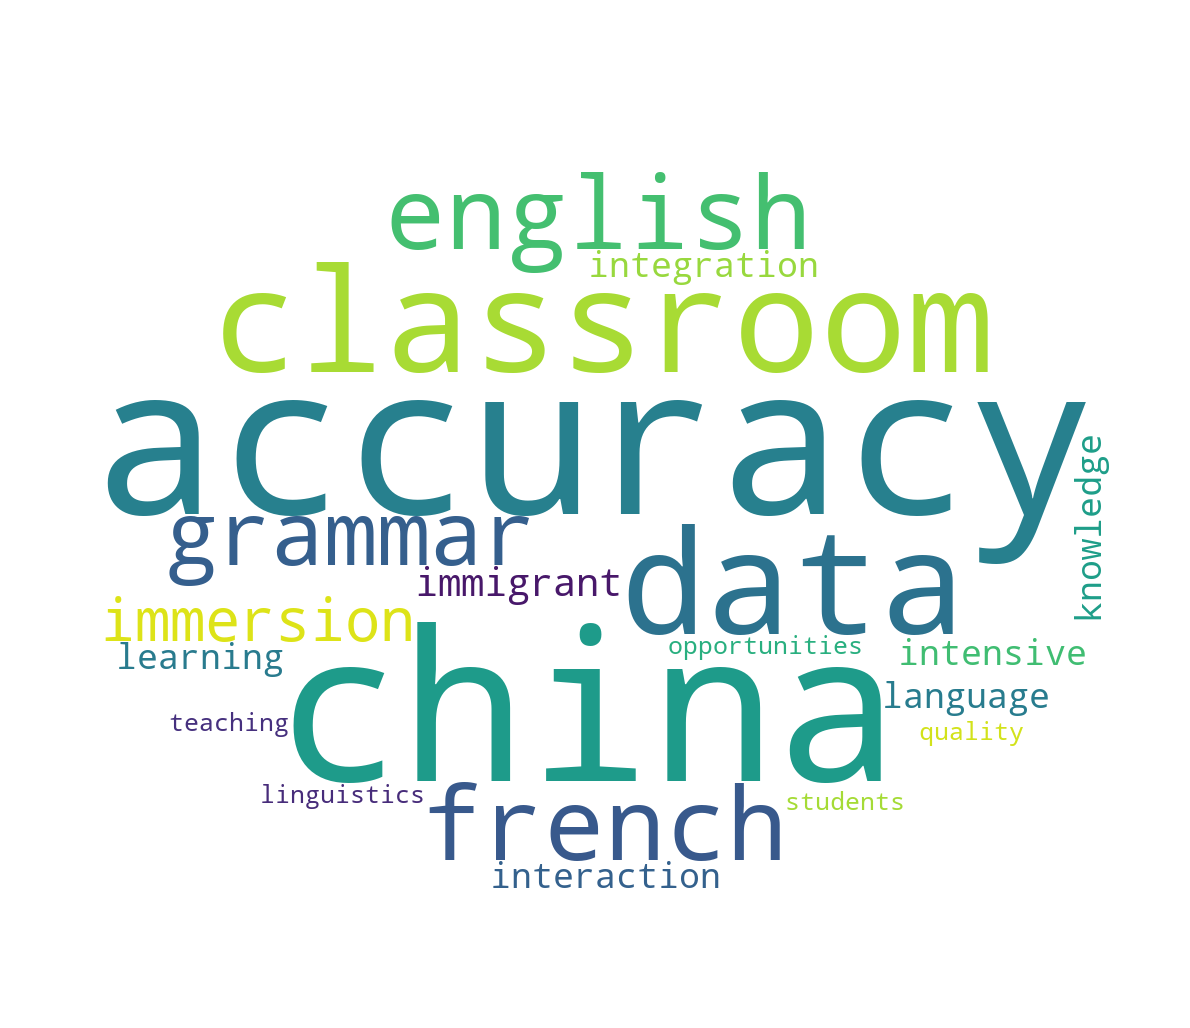 english
integration
classroom
accuracy
knowledge
grammar
data
immigrant
immersion
china
opportunities
learning
intensive
language
teaching
quality
linguistics
students
french
interaction